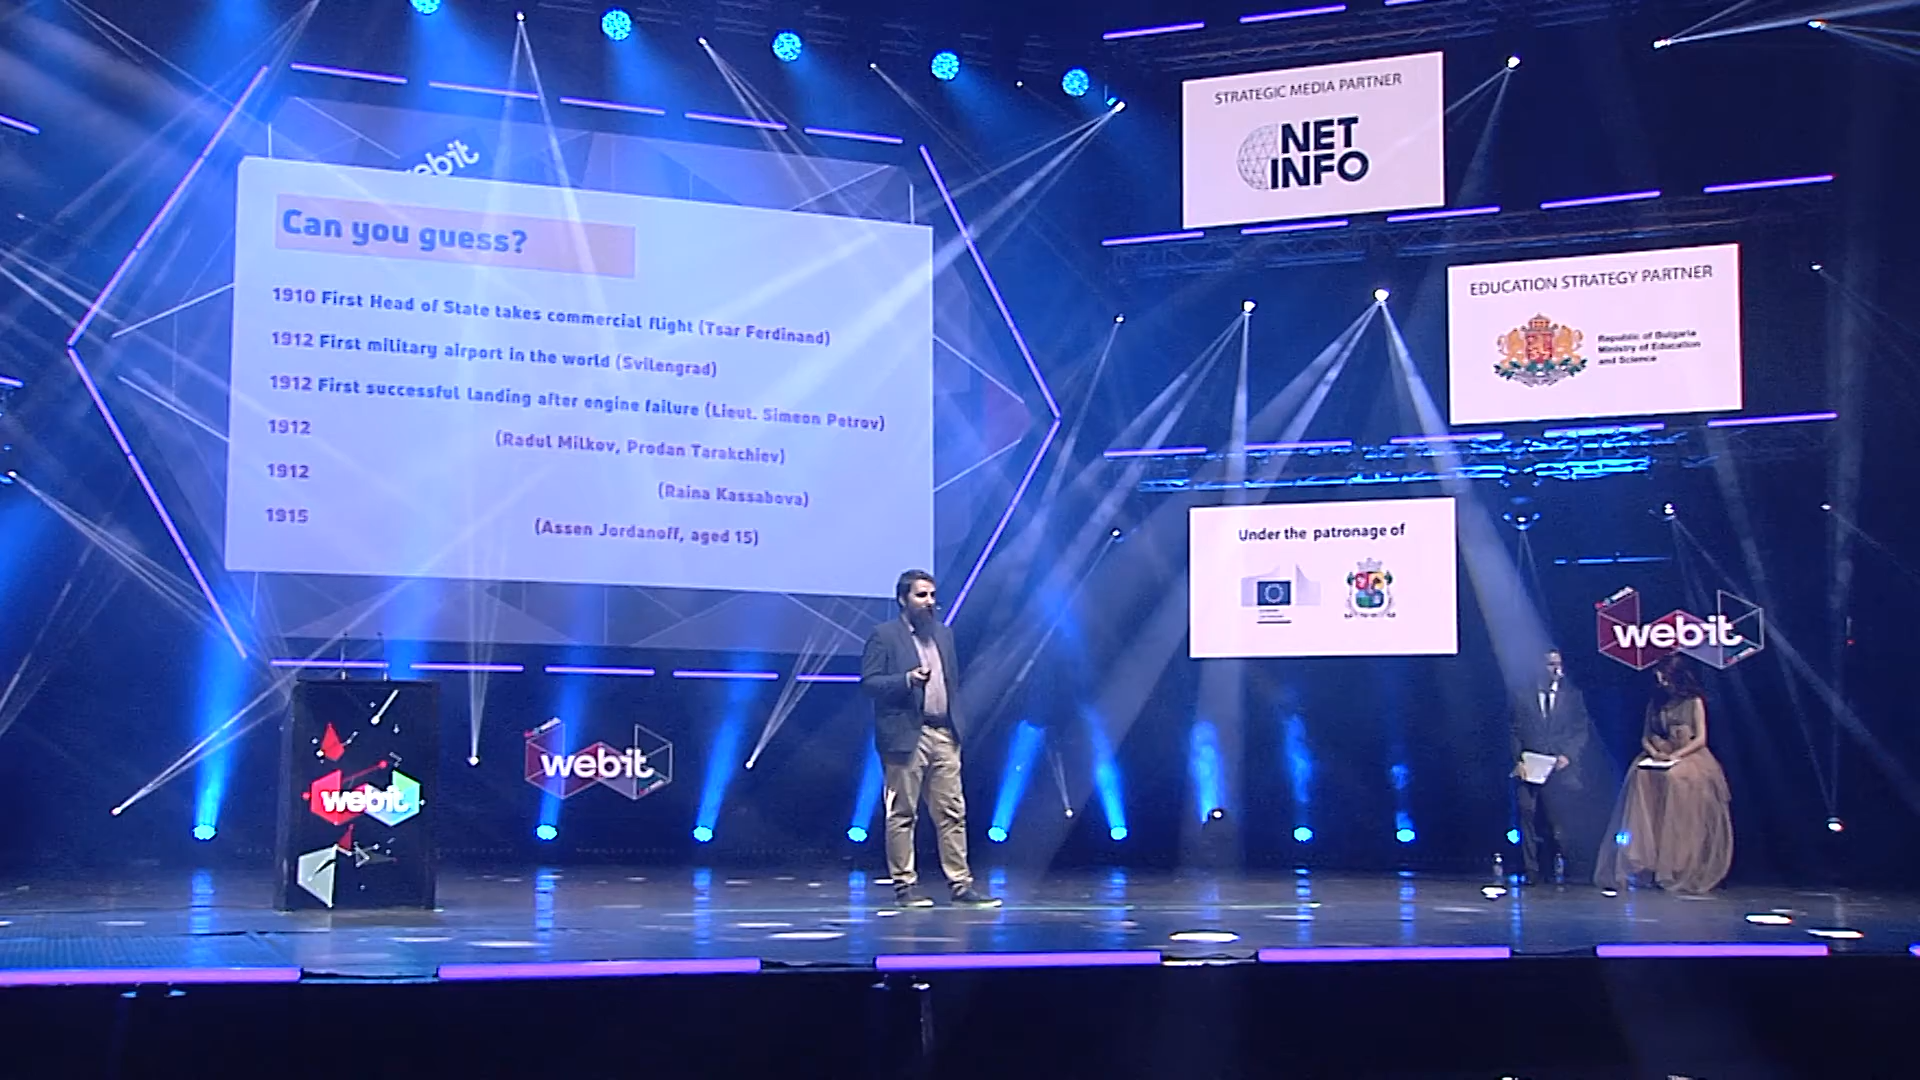 ebit
Can you guess?
1910 First Head of State takes commercial flight (Tsar Ferdinand)
1912 First military airport in the world (Svilengrad)
1912 First successful landing after engine failure (Lieut. Simeon Petrov)
1912 (Radul Milkov, Prodan Tarakchiev)
1912 (Raina Kassabova)
1915 (Assen Jordanoff, aged 15)
STRATEGIC MEDIA PARTNER
NET
INFO
EDUCATION STRATEGY PARTNER
Republic of Bulgaria
Ministry of Education
and Science
Under the patronage of
webit
webit
webit